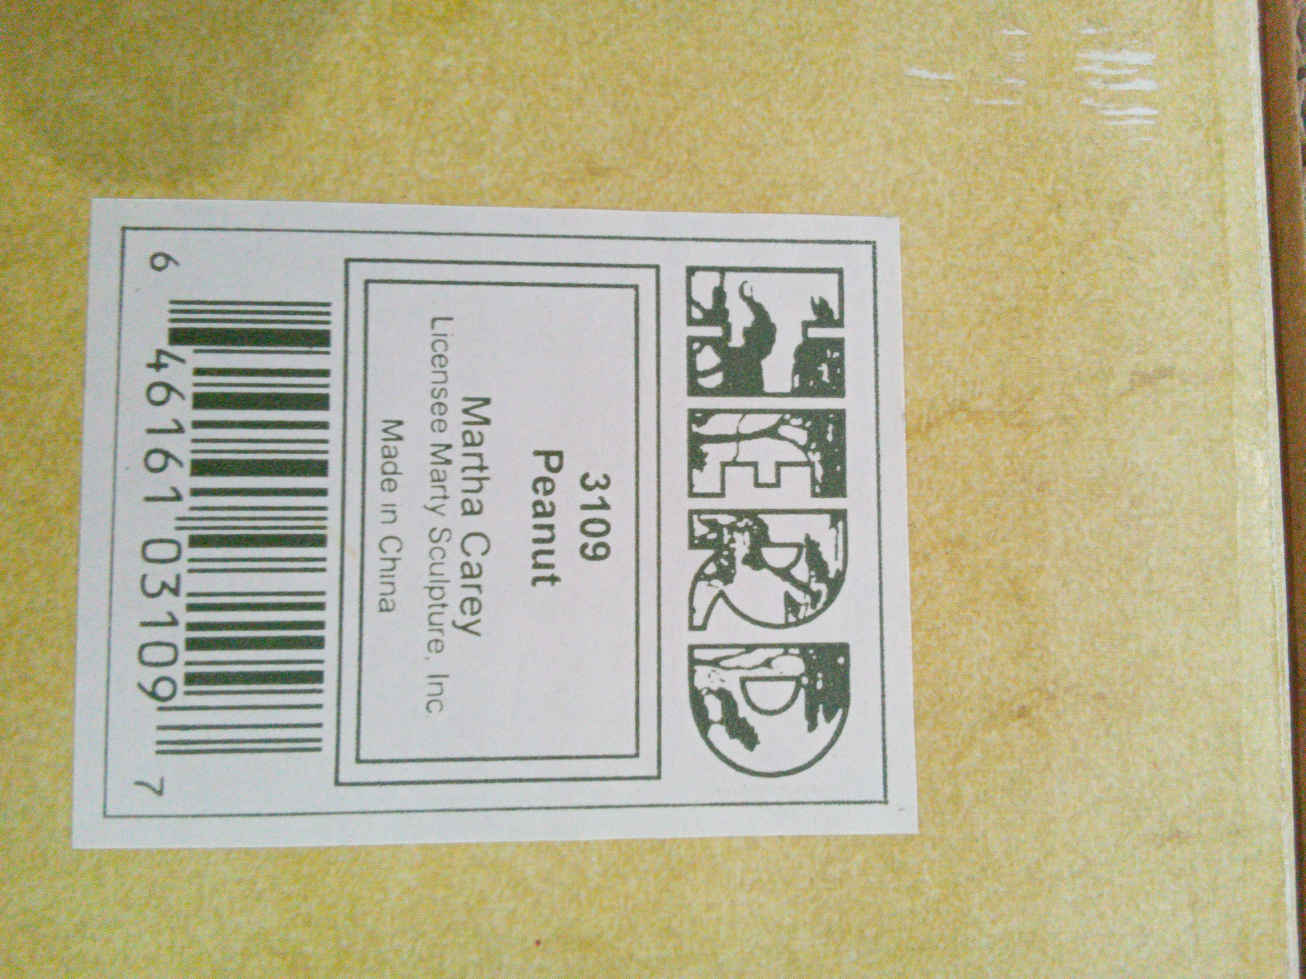 HERD
3109
Peanut
Martha Carey
Licensee Marty Sculpture, Inc.
Made in China
6 46161 03109 7